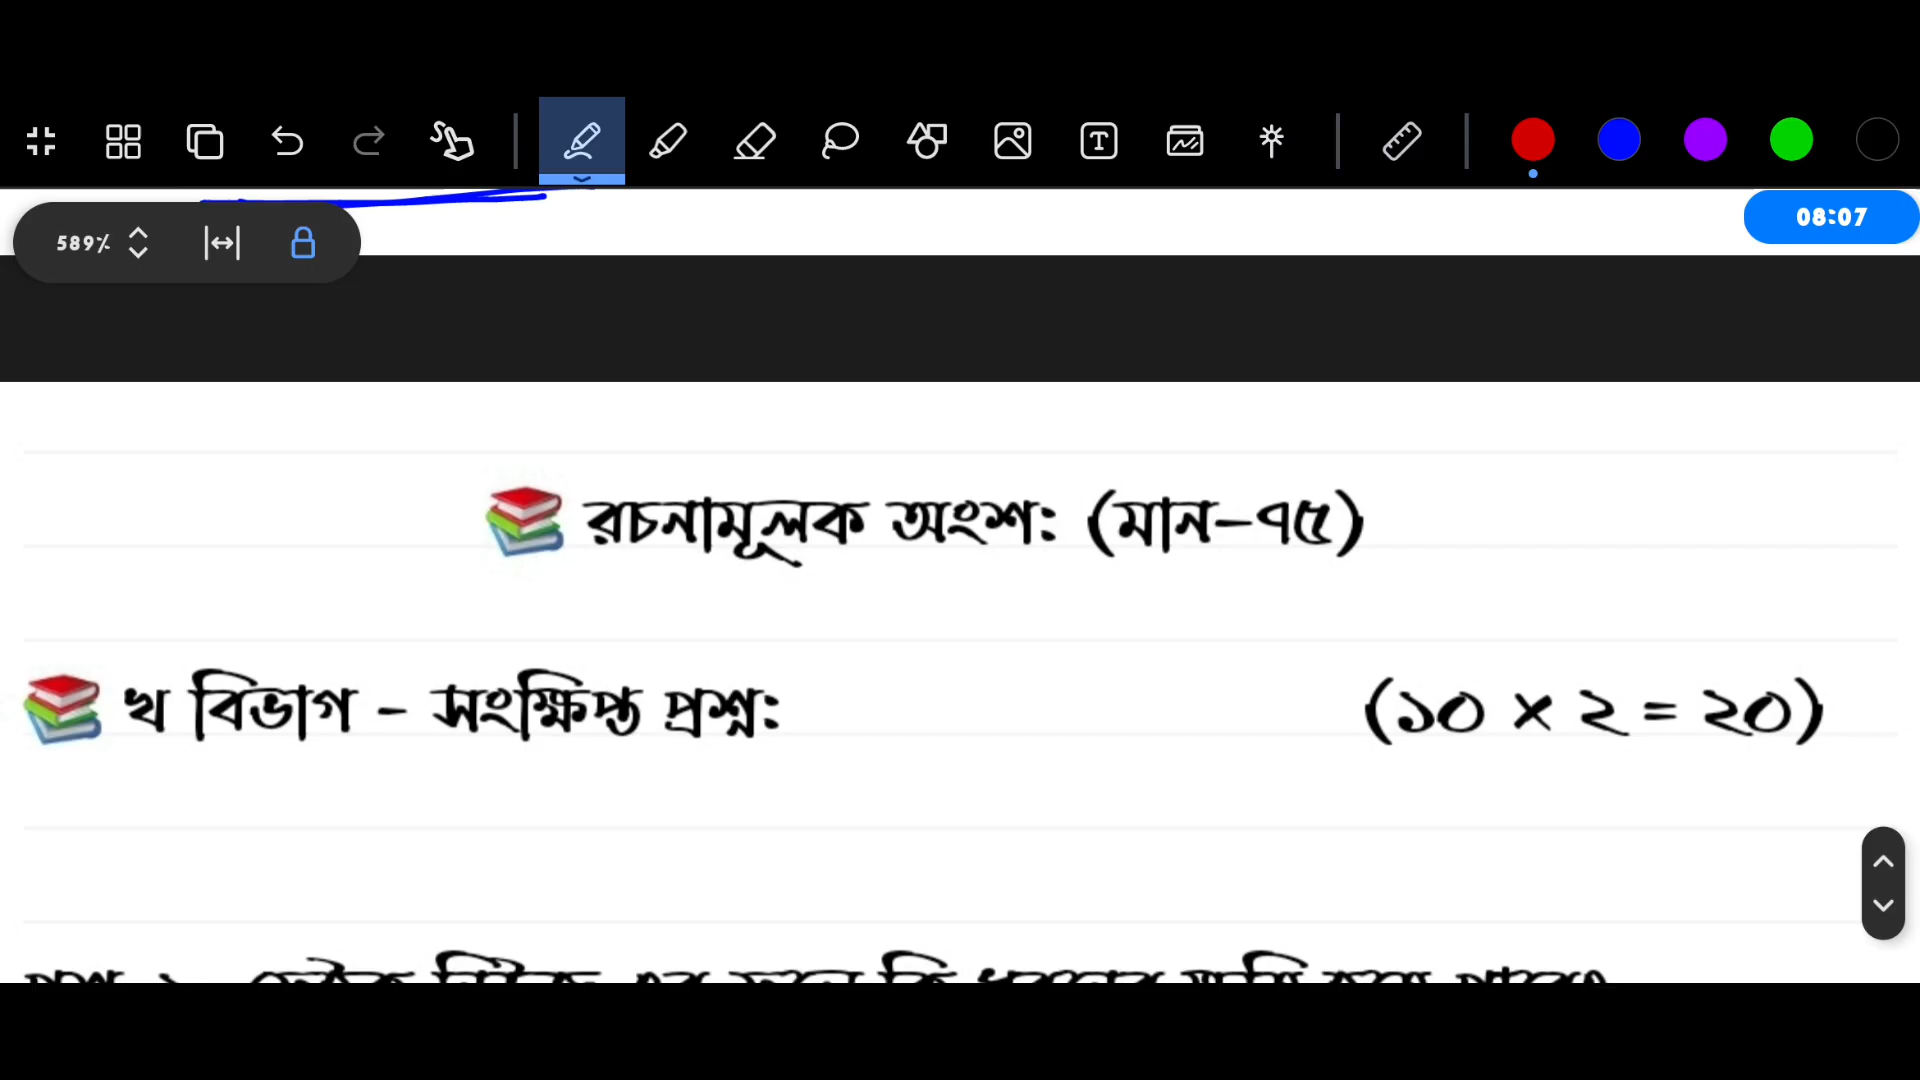 589%
08:07
রচনামূলক অংশ: (মান-৭৫)
খ বিভাগ - সংক্ষিপ্ত প্রশ্ন: (১০ × ২ = ২০)